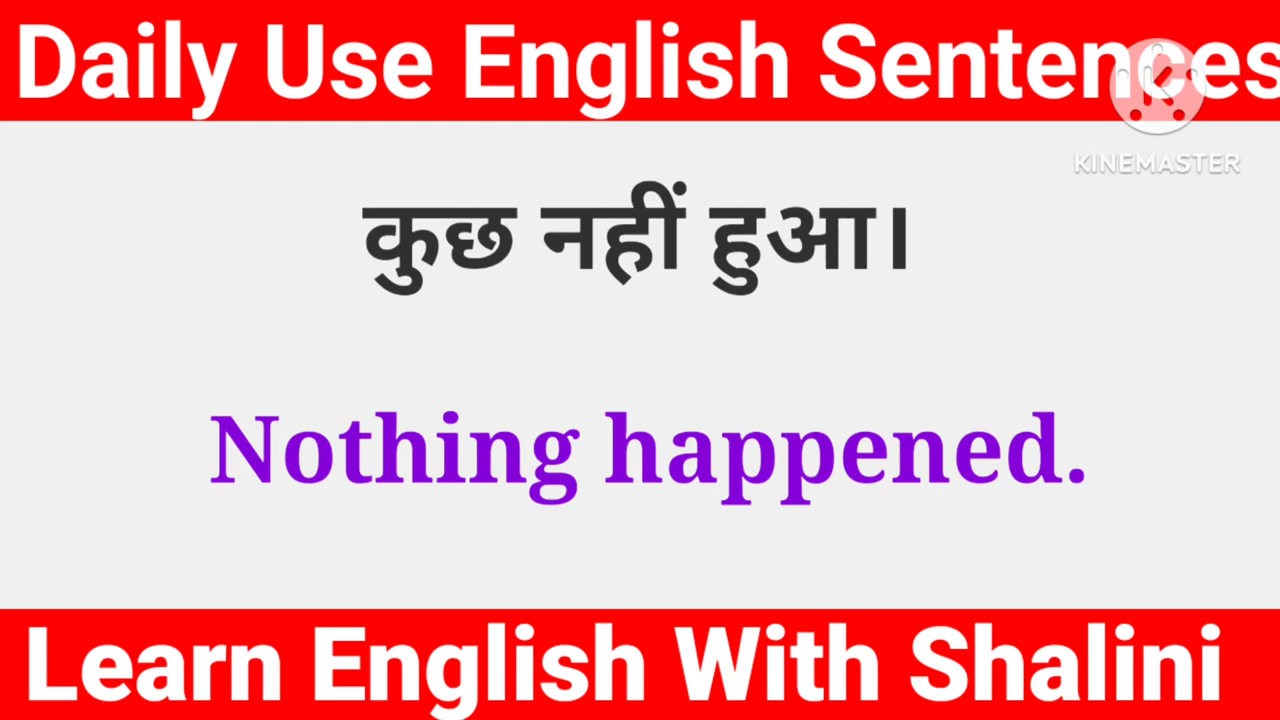 Daily Use English Sentences
KINEMASTER
कुछ नहीं हुआ।
Nothing happened.
Learn English With Shalini